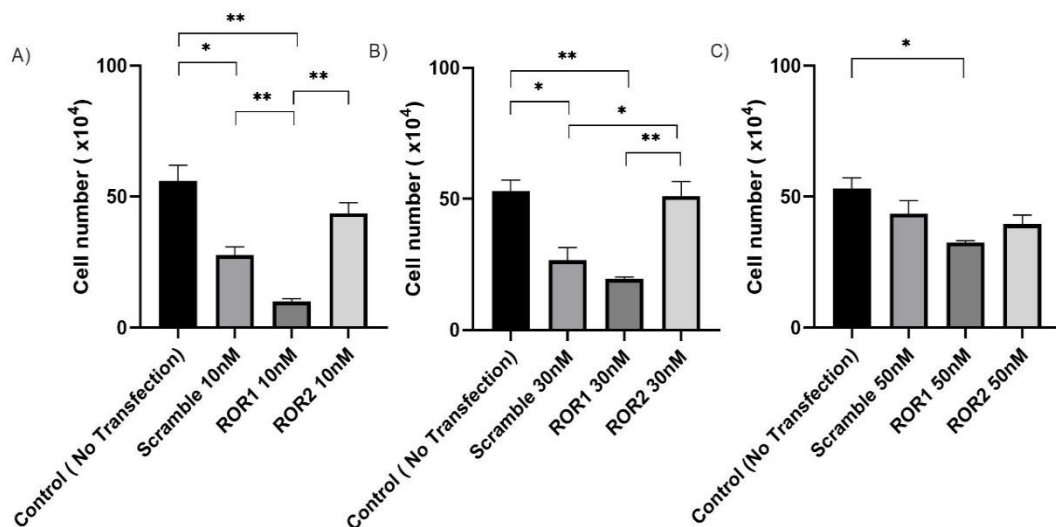 A)
**
*
**
**
100
50
0
Cell number ( x10⁴)
Control ( No Transfection)
Scramble 10nM
ROR1 10nM
ROR2 10nM
B)
**
*
*
**
100
50
0
Cell number ( x10⁴)
Control ( No Transfection)
Scramble 30nM
ROR1 30nM
ROR2 30nM
C)
*
100
50
0
Cell number ( x10⁴)
Control (No Transfection)
Scramble 50nM
ROR1 50nM
ROR2 50nM